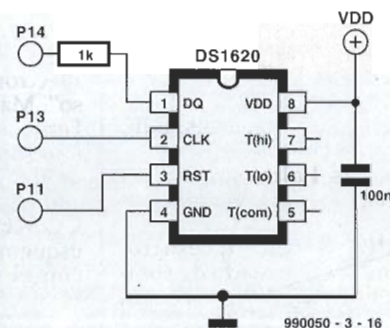 P14
VDD
1k
DS1620
1 DQ VDD 8
P13
2 CLK T(hi) 7
P11
3 RST T(lo) 6
100n
4 GND T(com) 5
990050 - 3 - 16